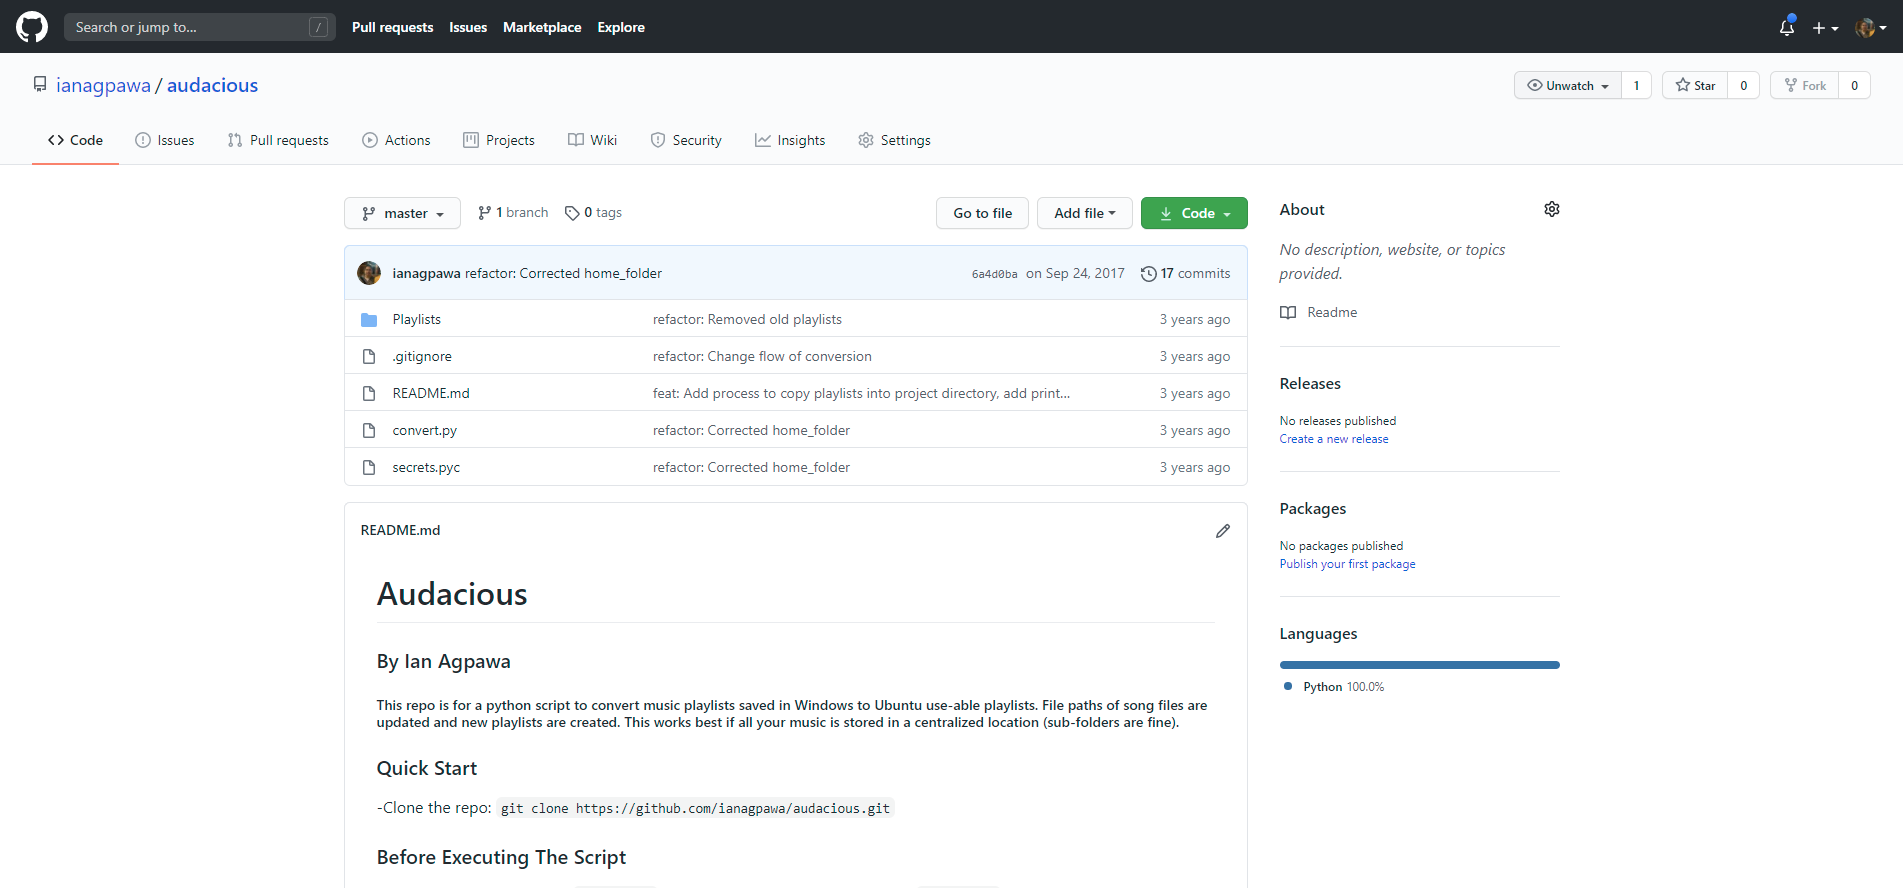 Search or jump to... /
Pull requests Issues Marketplace Explore
ianagpawa / audacious
Unwatch 1 Star 0 Fork 0
Code Issues Pull requests Actions Projects Wiki Security Insights Settings
master 1 branch 0 tags Go to file Add file Code
ianagpawa refactor: Corrected home_folder 6a4d0ba on Sep 24, 2017 17 commits
Playlists refactor: Removed old playlists 3 years ago
.gitignore refactor: Change flow of conversion 3 years ago
README.md feat: Add process to copy playlists into project directory, add print... 3 years ago
convert.py refactor: Corrected home_folder 3 years ago
secrets.pyc refactor: Corrected home_folder 3 years ago
README.md
Audacious
By Ian Agpawa
This repo is for a python script to convert music playlists saved in Windows to Ubuntu use-able playlists. File paths of song files are
updated and new playlists are created. This works best if all your music is stored in a centralized location (sub-folders are fine).
Quick Start
-Clone the repo: git clone https://github.com/ianagpawa/audacious.git
Before Executing The Script
About
No description, website, or topics
provided.
Readme
Releases
No releases published
Create a new release
Packages
No packages published
Publish your first package
Languages
Python 100.0%